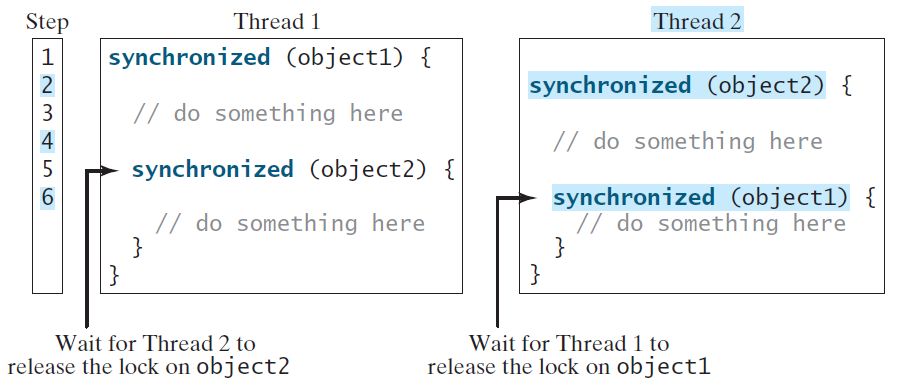 Step
1
2
3
4
5
6
Thread 1
synchronized (object1) {
// do something here
synchronized (object2) {
// do something here
}
}
Wait for Thread 2 to
release the lock on object2
Thread 2
synchronized (object2) {
// do something here
synchronized (object1) {
// do something here
}
}
Wait for Thread 1 to
release the lock on object1